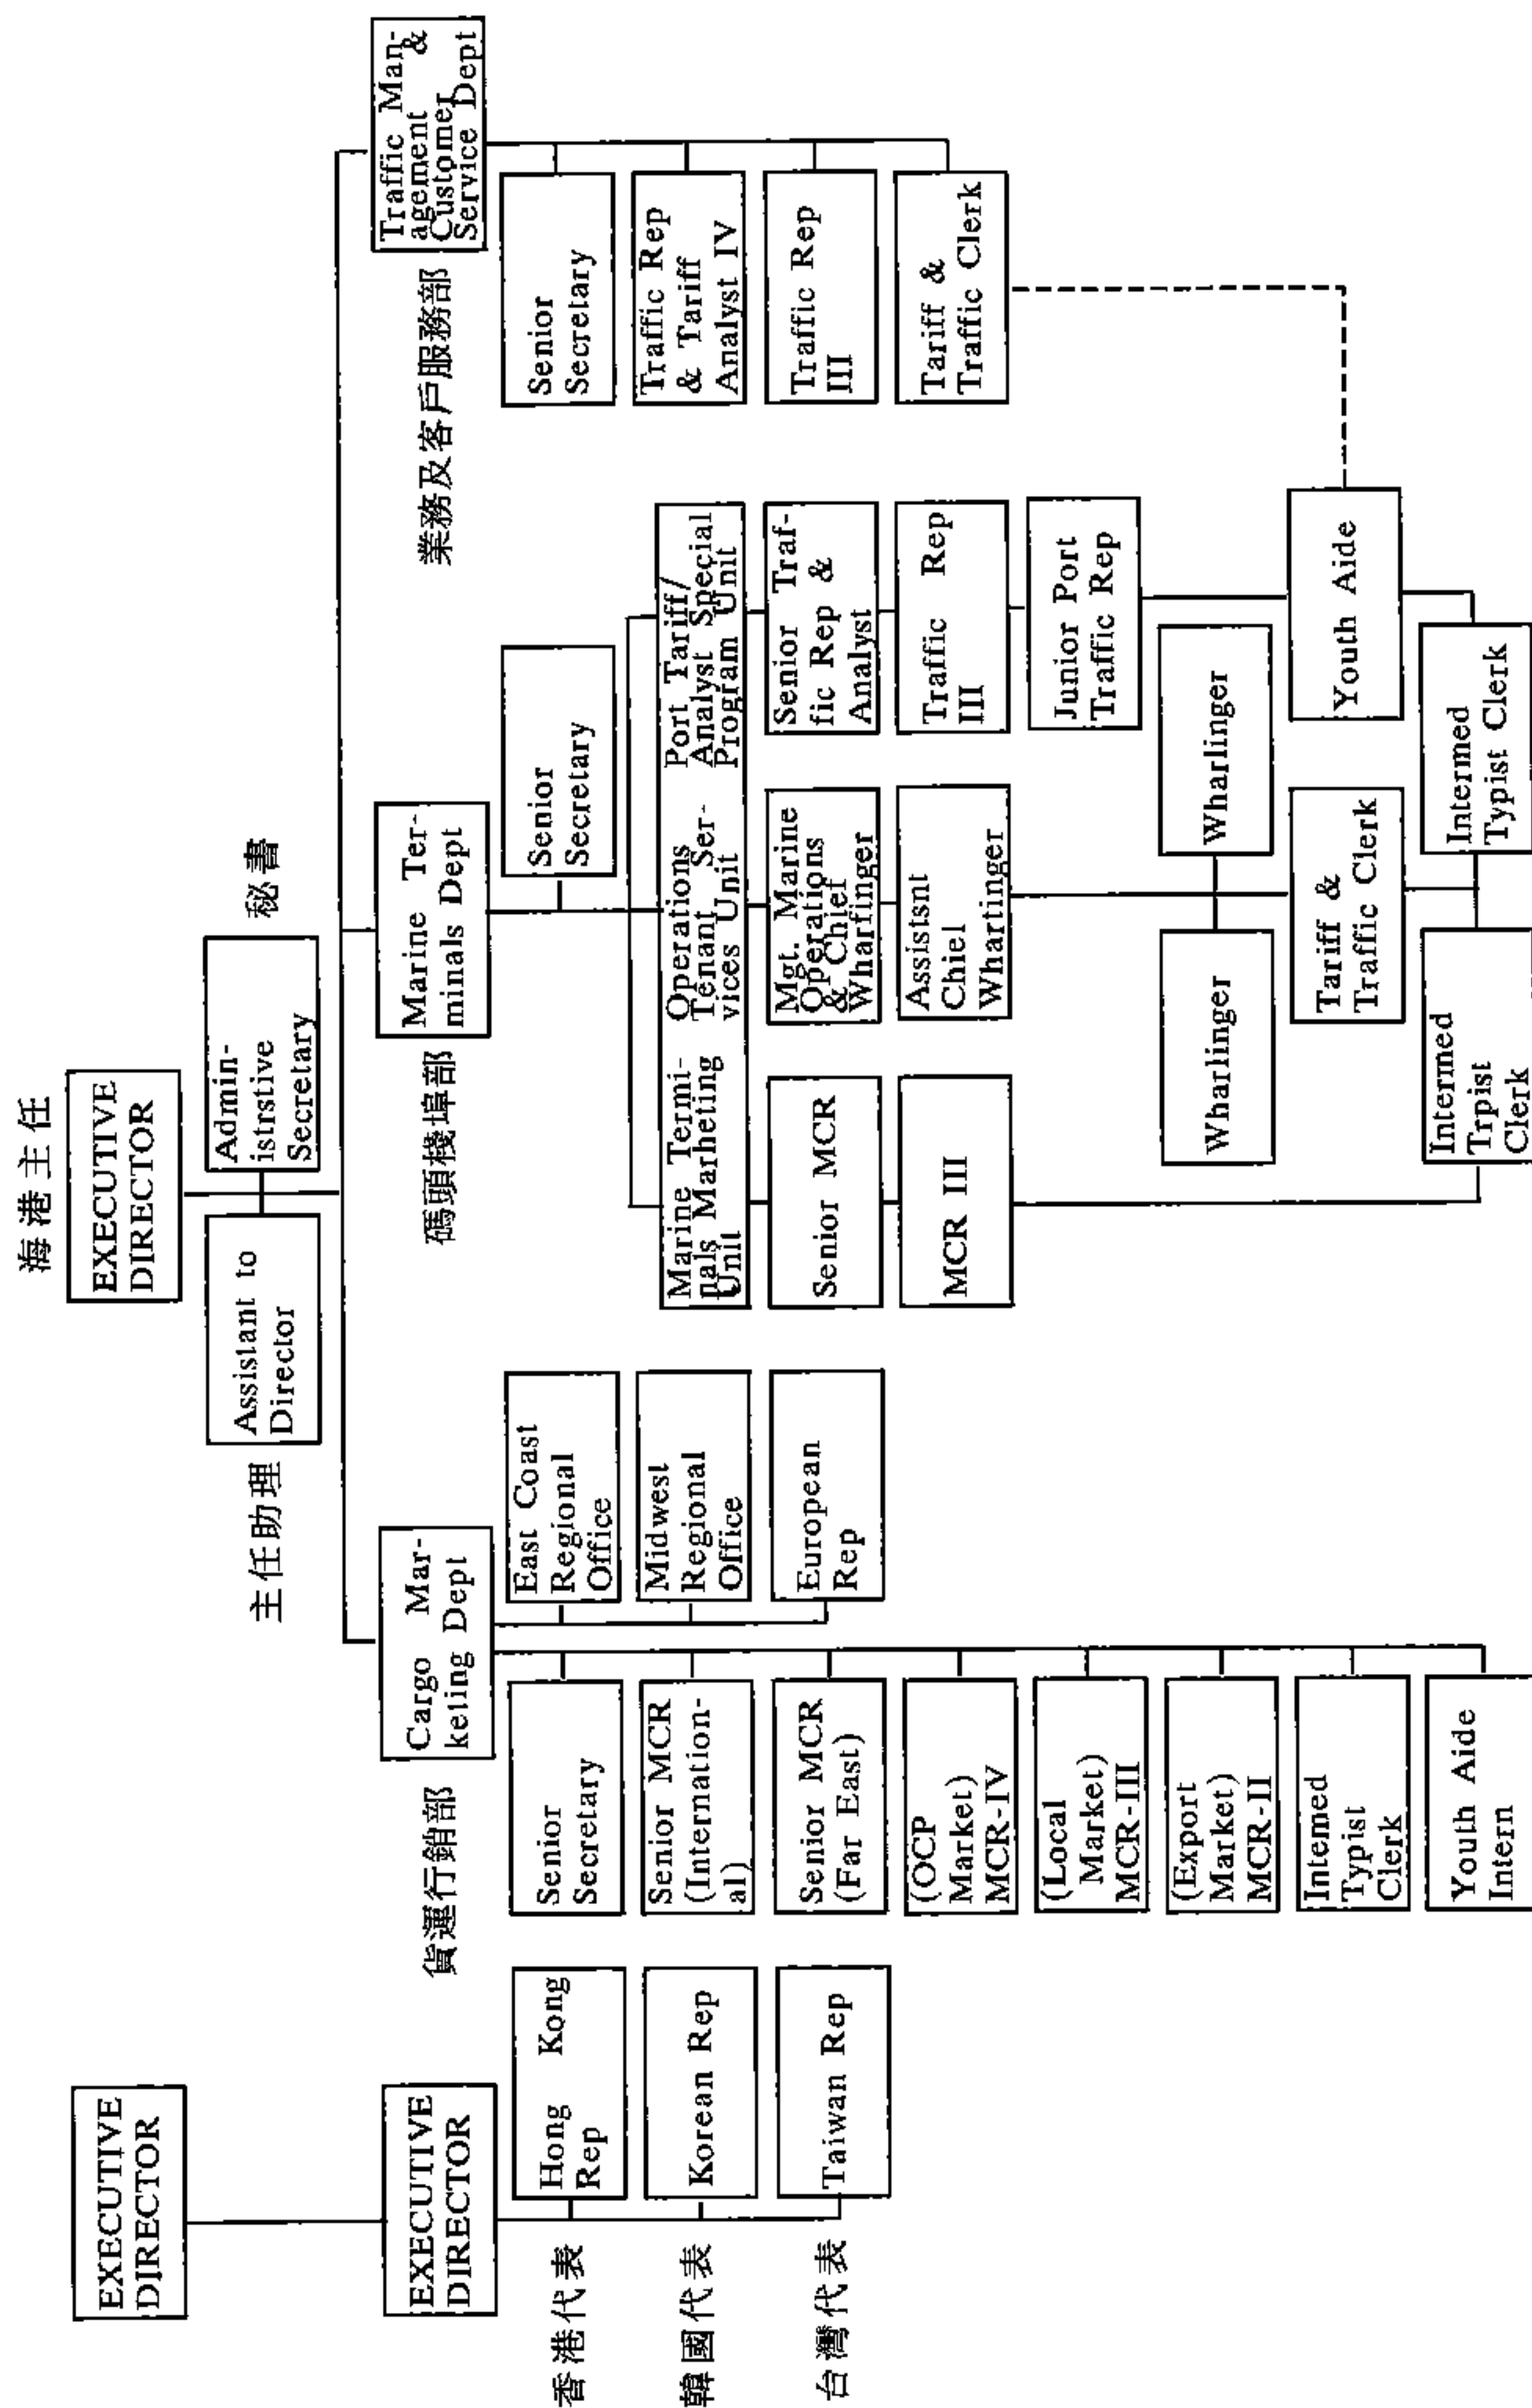 海港主任
EXECUTIVE
DIRECTOR
主任助理
Assistant to
Director
Admin-
istrstive
Secretary
秘書
EXECUTIVE
DIRECTOR
EXECUTIVE
DIRECTOR
香港代表
Hong Kong
Rep
韓國代表
Korean Rep
台灣代表
Taiwan Rep
貨運行銷部
Cargo Mar-
keling Dept
Senior
Secretary
Senior MCR
(Internation-
al)
Senior MCR
(Far East)
(OCP
Market)
MCR-IV
(Local
Market)
MCR-III
(Export
Market)
MCR-II
Intemed
Typist
Clerk
Youth Aide
Intern
East Coast
Regional
Office
Midwest
Regional
Office
European
Rep
碼頭棧埠部
Marine Ter-
minals Dept
Senior
Secretary
Marine Termi-
nals Marheting
Unit
Operations
Tenant Ser-
vices Unit
Port Tariff/
Analyst Special
Program Unit
Senior MCR
MCR III
Mgt. Marine
Operations
& Chief
Wharfinger
Assistsnt
Chiel
Whartinger
Senior Traf-
fic Rep &
Analyst
Traffic Rep
III
Junior Port
Traffic Rep
Wharlinger
Wharlinger
Tariff &
Traffic Clerk
Youth Aide
Intermed
Trpist
Clerk
Intermed
Typist Clerk
業務及客戶服務部
Traffic Man-
agement &
Customer
Service Dept
Senior
Secretary
Traffic Rep
& Tariff
Analyst IV
Traffic Rep
III
Tariff &
Traffic Clerk